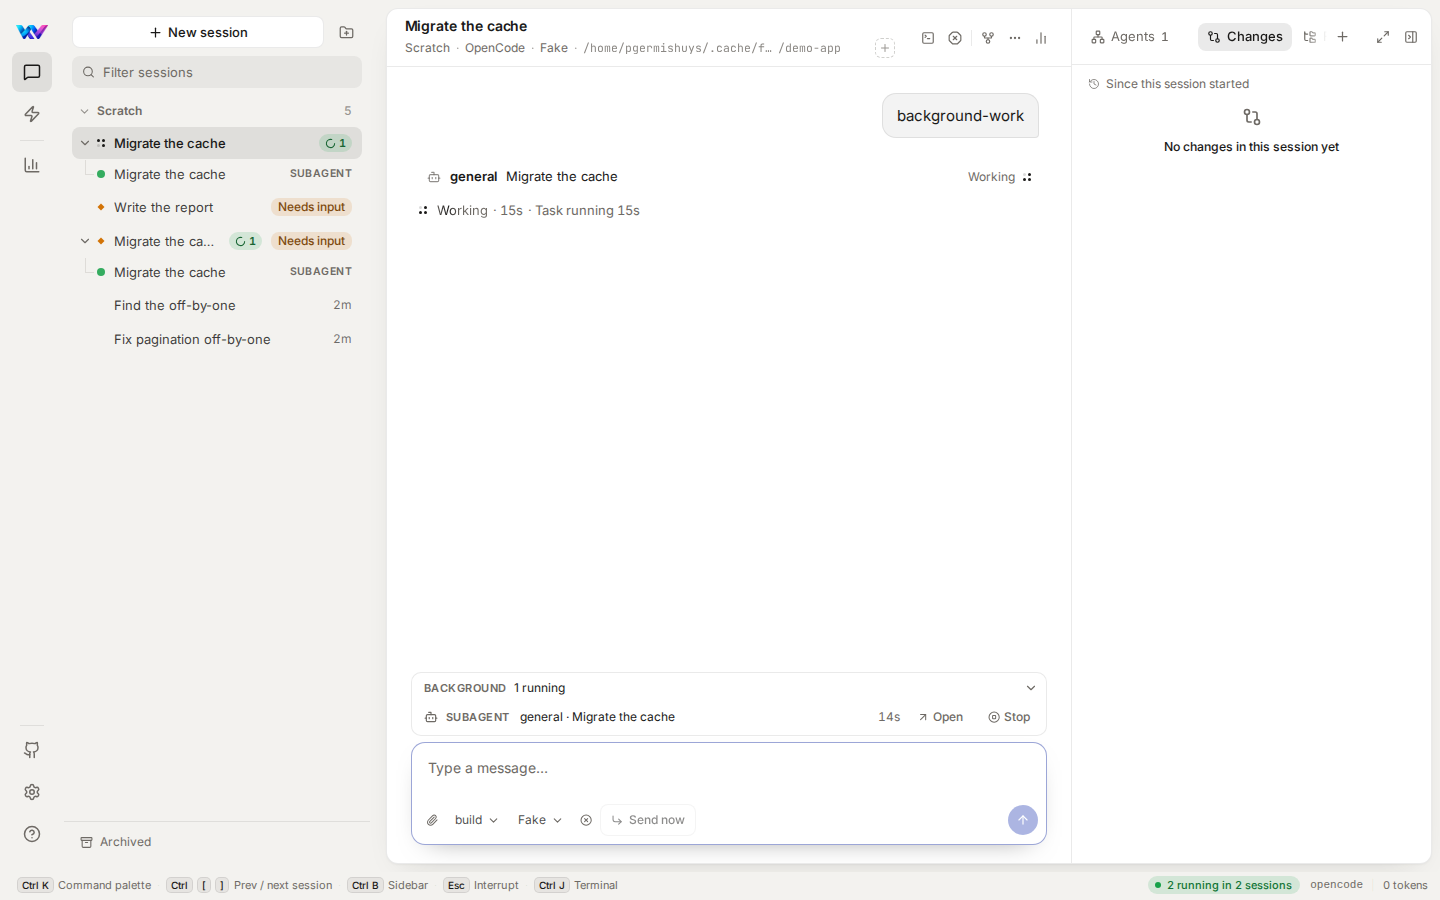 New session
Filter sessions
Scratch 5
Migrate the cache 1
Migrate the cache SUBAGENT
Write the report Needs input
Migrate the ca... 1 Needs input
Migrate the cache SUBAGENT
Find the off-by-one 2m
Fix pagination off-by-one 2m
Archived
Migrate the cache
Scratch · OpenCode · Fake · /home/pgermishuys/.cache/f… /demo-app
background-work
general Migrate the cache Working
Working · 15s · Task running 15s
BACKGROUND 1 running
SUBAGENT general · Migrate the cache 14s Open Stop
Type a message...
build Fake Send now
Agents 1 Changes
Since this session started
No changes in this session yet
Ctrl K Command palette Ctrl [ ] Prev / next session Ctrl B Sidebar Esc Interrupt Ctrl J Terminal
2 running in 2 sessions opencode 0 tokens